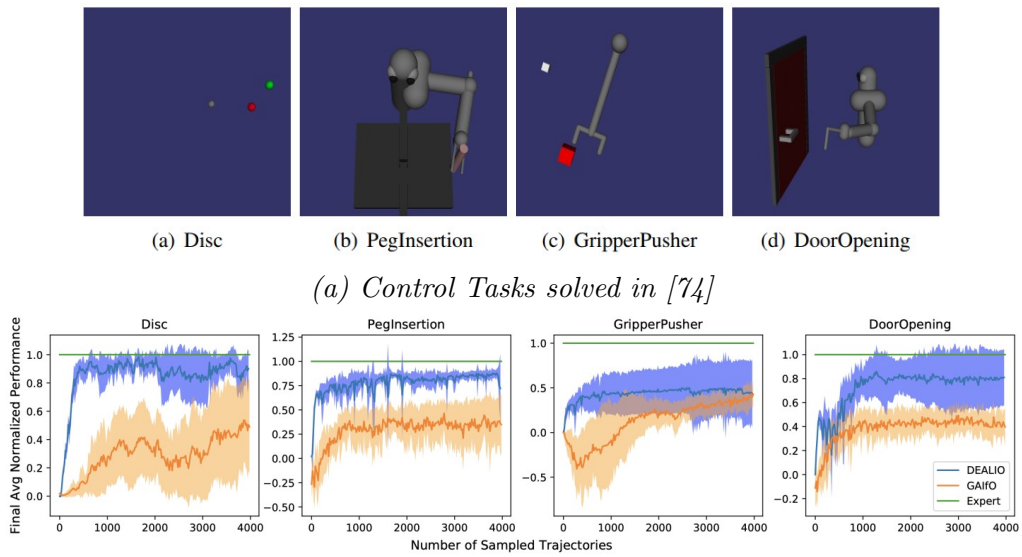 (a) Disc
(b) PegInsertion
(c) GripperPusher
(d) DoorOpening
(a) Control Tasks solved in [74]
Final Avg Normalized Performance
Disc
1.0
0.8
0.6
0.4
0.2
0.0
0 1000 2000 3000 4000
PegInsertion
1.25
1.00
0.75
0.50
0.25
0.00
−0.25
−0.50
0 1000 2000 3000 4000
GripperPusher
1.0
0.5
0.0
−0.5
0 1000 2000 3000 4000
DoorOpening
1.0
0.8
0.6
0.4
0.2
0.0
−0.2
0 1000 2000 3000 4000
DEALIO
GAIfO
Expert
Number of Sampled Trajectories